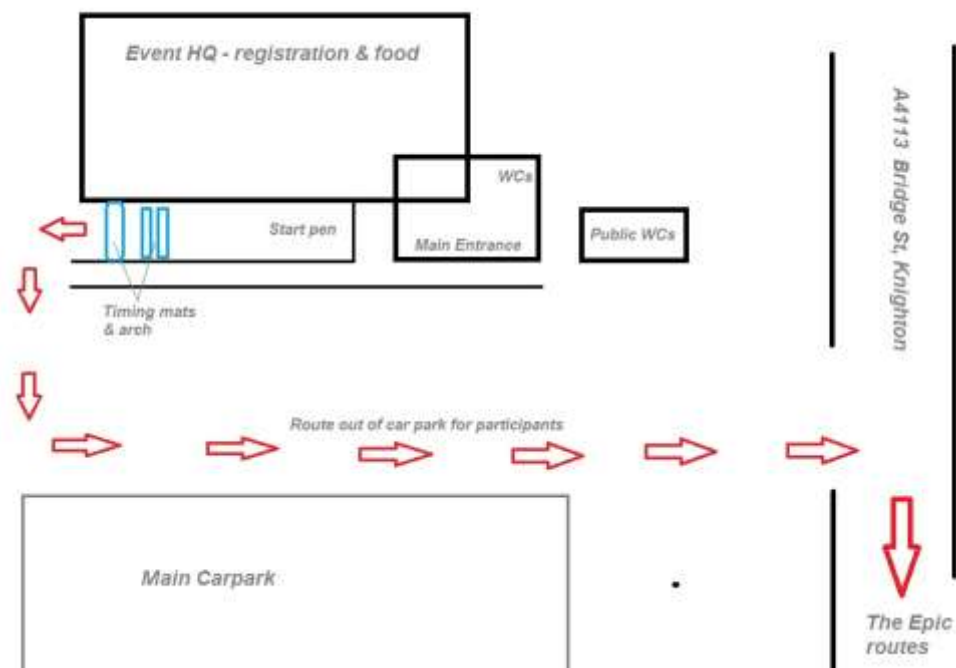 Event HQ - registration & food
WCs
Main Entrance
Start pen
Public WCs
A4113 Bridge St, Knighton
Timing mats
& arch
Route out of car park for participants
Main Carpark
The Epic
routes